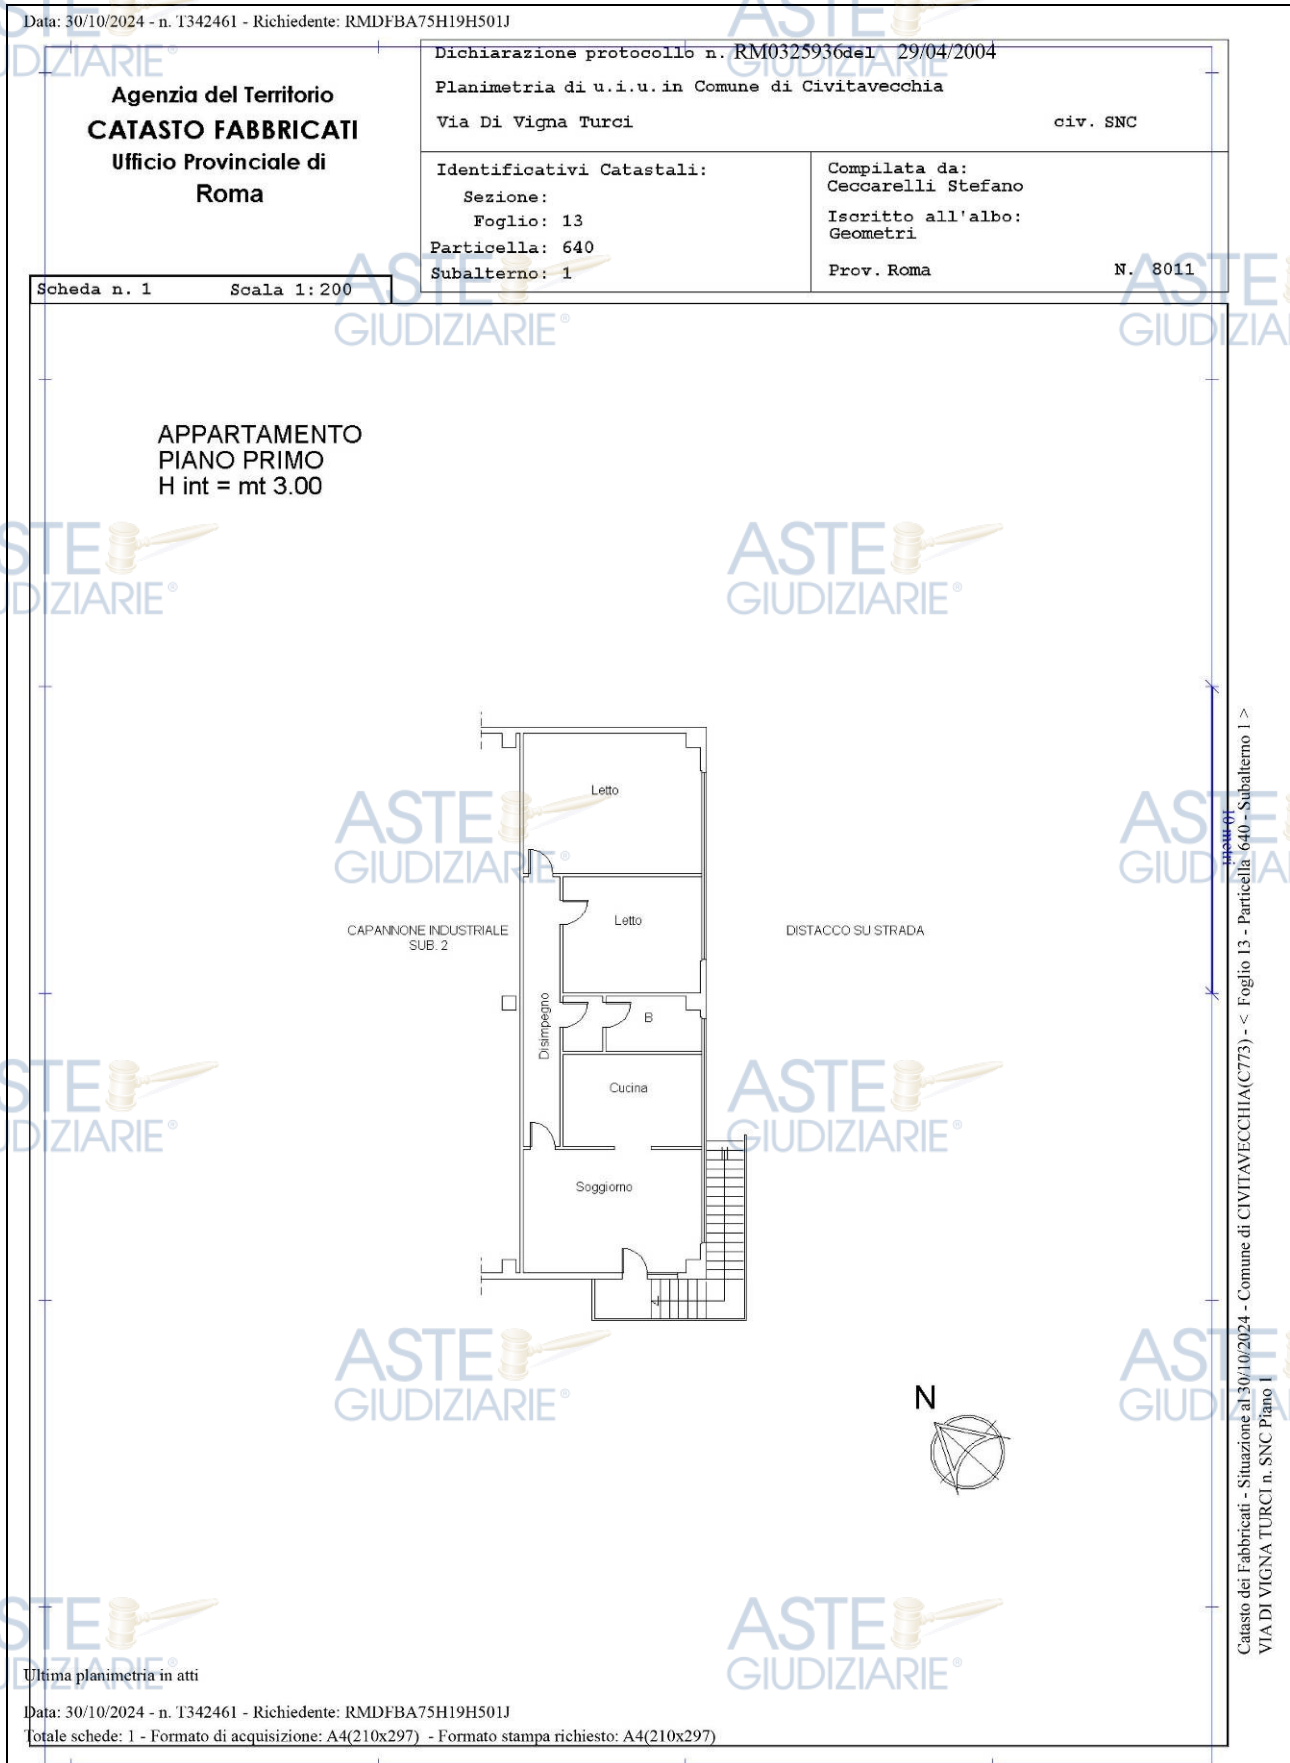 Data: 30/10/2024 - n. T342461 - Richiedente: RMDFBA75H19H501J
Agenzia del Territorio
CATASTO FABBRICATI
Ufficio Provinciale di
Roma
Dichiarazione protocollo n. RM0325936del 29/04/2004
Planimetria di u.i.u. in Comune di Civitavecchia
Via Di Vigna Turci civ. SNC
Identificativi Catastali:
Sezione:
Foglio: 13
Particella: 640
Subalterno: 1
Compilata da:
Ceccarelli Stefano
Iscritto all'albo:
Geometri
Prov. Roma N. 8011
Scheda n. 1 Scala 1:200
APPARTAMENTO
PIANO PRIMO
H int = mt 3.00
Letto
Letto
CAPANNONE INDUSTRIALE
SUB. 2
DISTACCO SU STRADA
Disimpegno
B
Cucina
Soggiorno
N
10 metri
Catasto dei Fabbricati - Situazione al 30/10/2024 - Comune di CIVITAVECCHIA(C773) - < Foglio 13 - Particella 640 - Subalterno 1 >
VIA DI VIGNA TURCI n. SNC Piano 1
Ultima planimetria in atti
Data: 30/10/2024 - n. T342461 - Richiedente: RMDFBA75H19H501J
Totale schede: 1 - Formato di acquisizione: A4(210x297) - Formato stampa richiesto: A4(210x297)
ASTE GIUDIZIARIE®